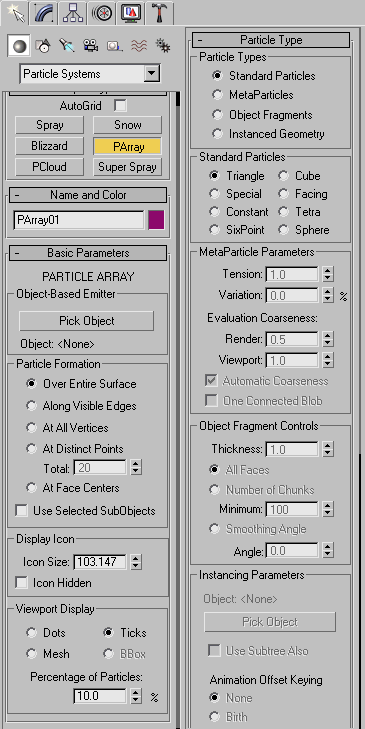 Particle Systems
AutoGrid
Spray Snow
Blizzard PArray
PCloud Super Spray
- Name and Color
PArray01
- Basic Parameters
PARTICLE ARRAY
Object-Based Emitter
Pick Object
Object: <None>
Particle Formation
Over Entire Surface
Along Visible Edges
At All Vertices
At Distinct Points
Total: 20
At Face Centers
Use Selected SubObjects
Display Icon
Icon Size: 103.147
Icon Hidden
Viewport Display
Dots Ticks
Mesh BBox
Percentage of Particles:
10.0 %
- Particle Type
Particle Types
Standard Particles
MetaParticles
Object Fragments
Instanced Geometry
Standard Particles
Triangle Cube
Special Facing
Constant Tetra
SixPoint Sphere
MetaParticle Parameters
Tension: 1.0
Variation: 0.0 %
Evaluation Coarseness:
Render: 0.5
Viewport: 1.0
Automatic Coarseness
One Connected Blob
Object Fragment Controls
Thickness: 1.0
All Faces
Number of Chunks
Minimum: 100
Smoothing Angle
Angle: 0.0
Instancing Parameters
Object: <None>
Pick Object
Use Subtree Also
Animation Offset Keying
None
Birth